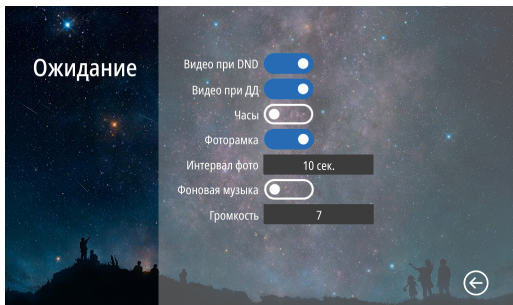 Ожидание
Видео при DND
Видео при ДД
Часы
Фоторамка
Интервал фото 10 сек.
Фоновая музыка
Громкость 7